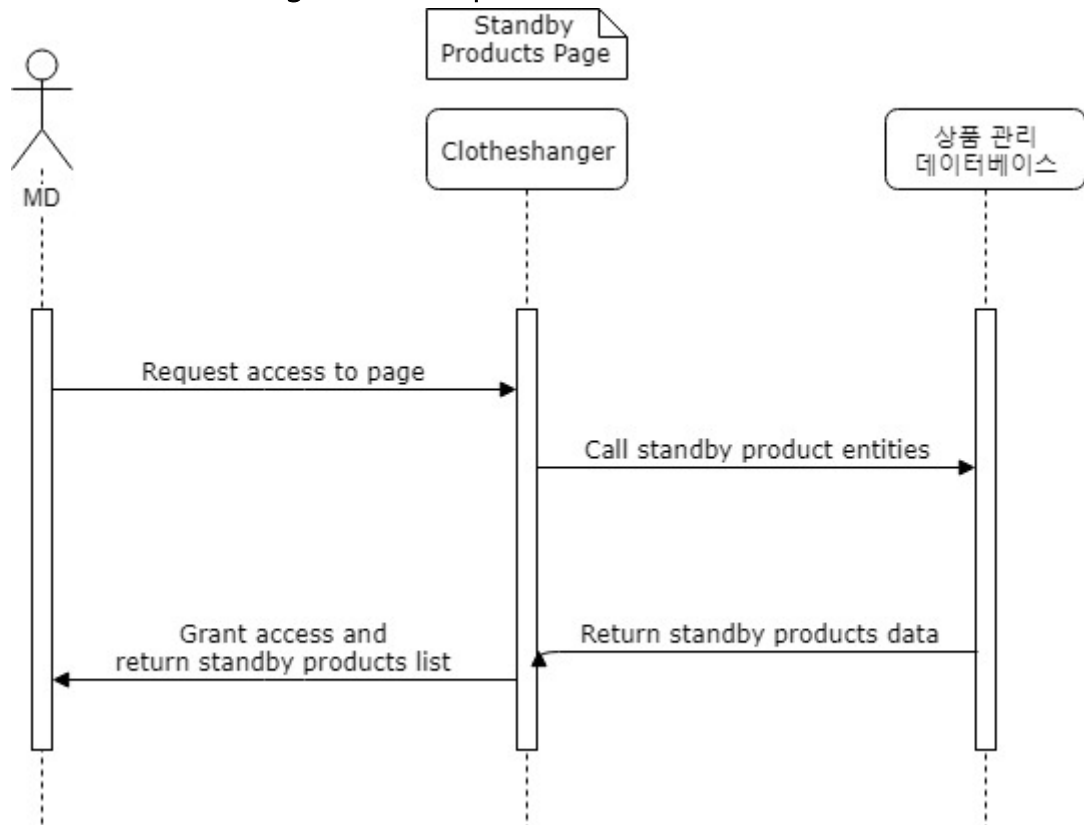 Standby
Products Page
Clotheshanger
상품 관리
데이터베이스
MD
Request access to page
Call standby product entities
Return standby products data
Grant access and
return standby products list